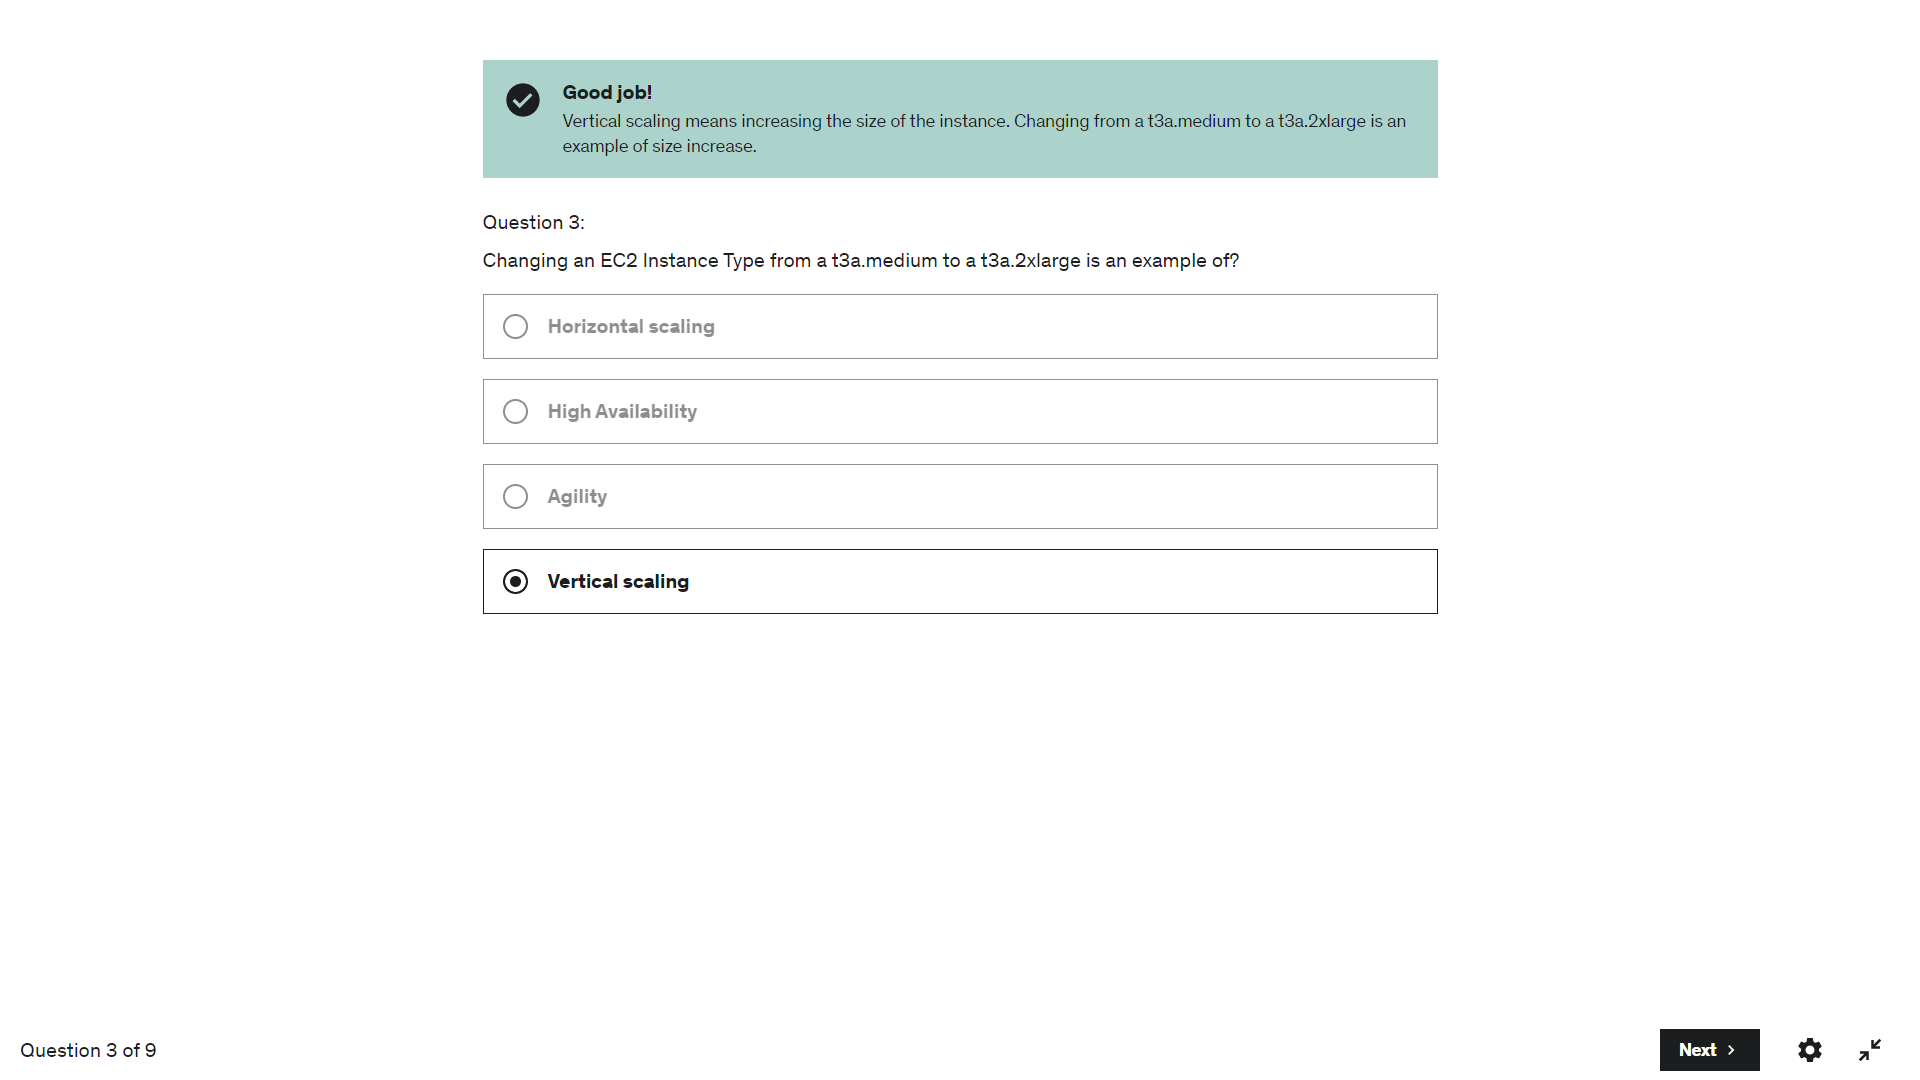 Good job!
Vertical scaling means increasing the size of the instance. Changing from a t3a.medium to a t3a.2xlarge is an
example of size increase.
Question 3:
Changing an EC2 Instance Type from a t3a.medium to a t3a.2xlarge is an example of?
Horizontal scaling
High Availability
Agility
Vertical scaling
Question 3 of 9
Next